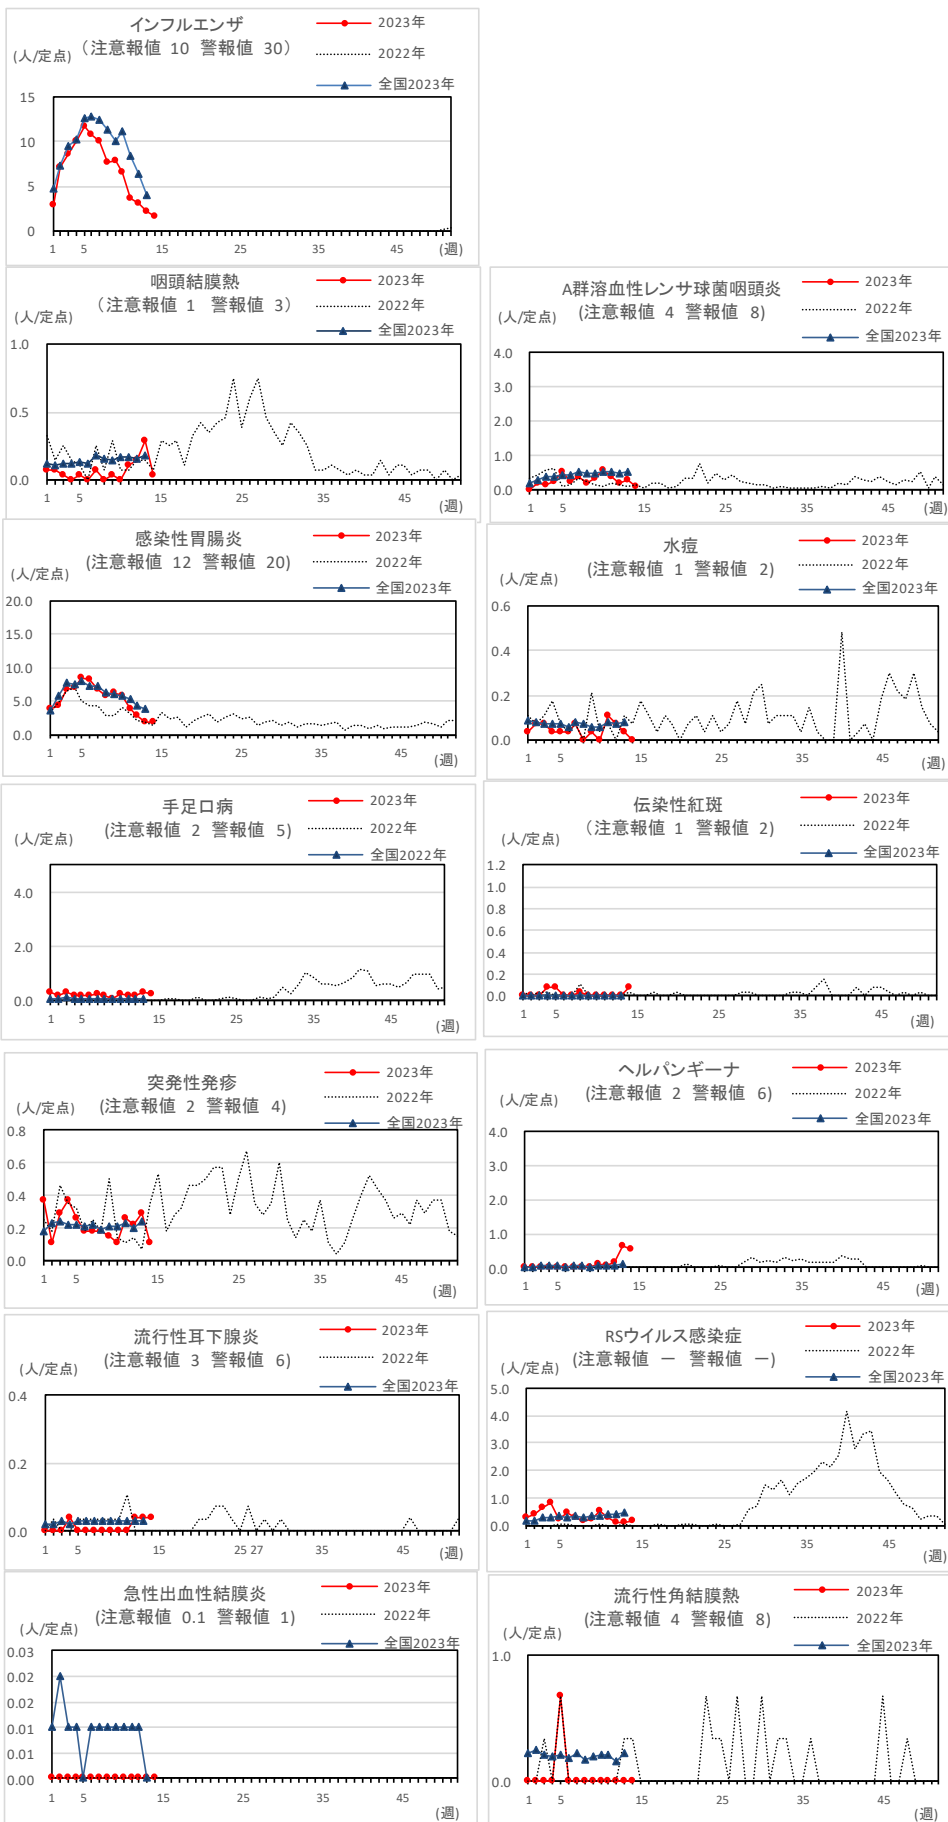 インフルエンザ
（注意報値 10 警報値 30）
(人/定点)
2023年
2022年
全国2023年
15
10
5
0
1 5 15 25 35 45 (週)
咽頭結膜熱
（注意報値 1 警報値 3）
(人/定点)
2023年
2022年
全国2023年
1.0
0.5
0.0
1 5 15 25 35 45 (週)
A群溶血性レンサ球菌咽頭炎
(注意報値 4 警報値 8)
(人/定点)
2023年
2022年
全国2023年
4.0
3.0
2.0
1.0
0.0
1 5 15 25 35 45 (週)
感染性胃腸炎
(注意報値 12 警報値 20)
(人/定点)
2023年
2022年
全国2023年
20.0
15.0
10.0
5.0
0.0
1 5 15 25 35 45 (週)
水痘
(注意報値 1 警報値 2)
(人/定点)
2023年
2022年
全国2023年
0.6
0.4
0.2
0.0
1 5 15 25 35 45 (週)
手足口病
(注意報値 2 警報値 5)
(人/定点)
2023年
2022年
全国2022年
4.0
2.0
0.0
1 5 15 25 35 45 (週)
伝染性紅斑
（注意報値 1 警報値 2)
(人/定点)
2023年
2022年
全国2023年
1.2
1.0
0.8
0.6
0.4
0.2
0.0
1 5 15 25 35 45 (週)
突発性発疹
(注意報値 2 警報値 4)
(人/定点)
2023年
2022年
全国2023年
0.8
0.6
0.4
0.2
0.0
1 5 15 25 35 45 (週)
ヘルパンギーナ
(注意報値 2 警報値 6)
(人/定点)
2023年
2022年
全国2023年
4.0
3.0
2.0
1.0
0.0
1 5 15 25 35 45 (週)
流行性耳下腺炎
(注意報値 3 警報値 6)
(人/定点)
2023年
2022年
全国2023年
0.4
0.2
0.0
1 5 15 25 27 35 45 (週)
RSウイルス感染症
(注意報値 ー 警報値 ー)
(人/定点)
2023年
2022年
全国2023年
5.0
4.0
3.0
2.0
1.0
0.0
1 5 15 25 35 45 (週)
急性出血性結膜炎
(注意報値 0.1 警報値 1)
(人/定点)
2023年
2022年
全国2023年
0.03
0.02
0.02
0.01
0.01
0.00
1 5 15 25 35 45
(週)
流行性角結膜熱
(注意報値 4 警報値 8)
(人/定点)
2023年
2022年
全国2023年
1.0
0.0
1 5 15 25 35 45
(週)